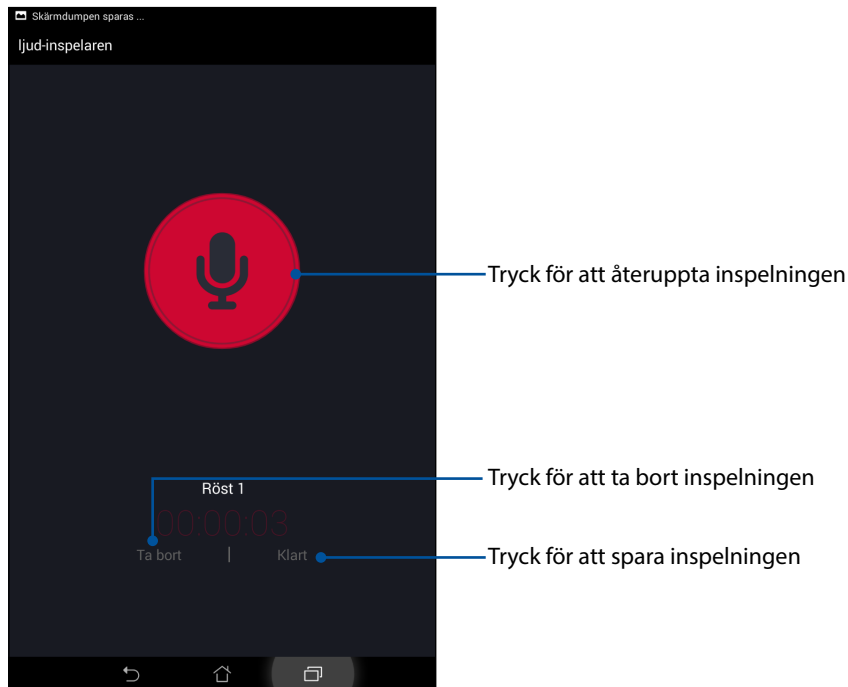 Skärmdumpen sparas ...
ljud-inspelaren
Tryck för att återuppta inspelningen
Tryck för att ta bort inspelningen
Röst 1
00:00:03
Ta bort | Klart
Tryck för att spara inspelningen